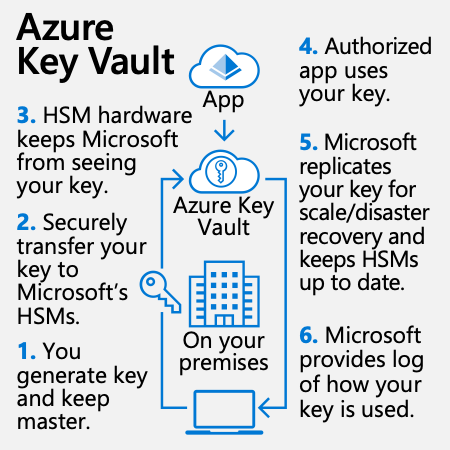 Azure
Key Vault
App
Azure Key
Vault
On your
premises
3. HSM hardware
keeps Microsoft
from seeing
your key.
2. Securely
transfer your
key to
Microsoft's
HSMs.
1. You
generate key
and keep
master.
4. Authorized
app uses
your key.
5. Microsoft
replicates
your key for
scale/disaster
recovery and
keeps HSMs
up to date.
6. Microsoft
provides log
of how your
key is used.